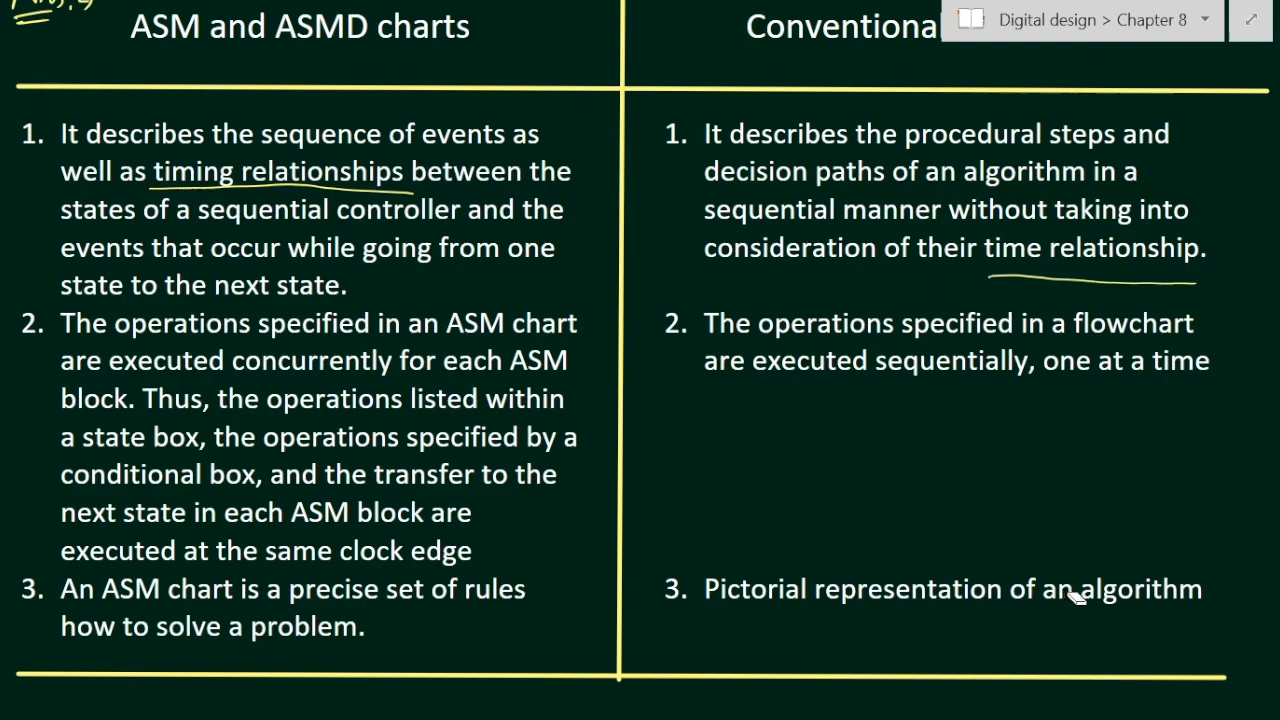 ASM and ASMD charts
Conventional
Digital design > Chapter 8
1. It describes the sequence of events as
well as timing relationships between the
states of a sequential controller and the
events that occur while going from one
state to the next state.
2. The operations specified in an ASM chart
are executed concurrently for each ASM
block. Thus, the operations listed within
a state box, the operations specified by a
conditional box, and the transfer to the
next state in each ASM block are
executed at the same clock edge
3. An ASM chart is a precise set of rules
how to solve a problem.
1. It describes the procedural steps and
decision paths of an algorithm in a
sequential manner without taking into
consideration of their time relationship.
2. The operations specified in a flowchart
are executed sequentially, one at a time
3. Pictorial representation of an algorithm